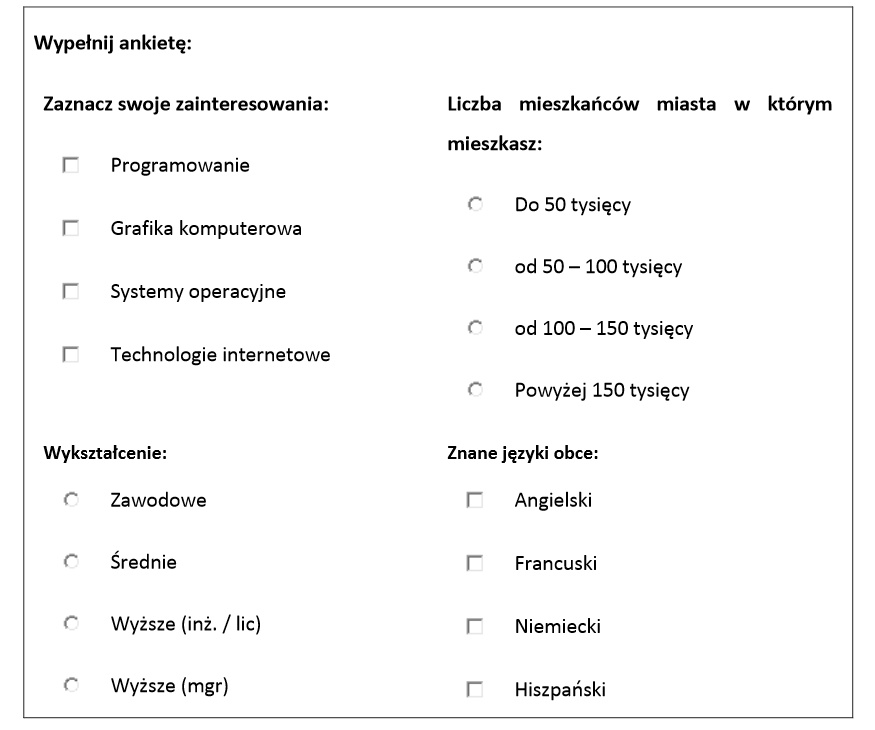 Wypełnij ankietę:
Zaznacz swoje zainteresowania:
Programowanie
Grafika komputerowa
Systemy operacyjne
Technologie internetowe
Liczba mieszkańców miasta w którym
mieszkasz:
Do 50 tysięcy
od 50 – 100 tysięcy
od 100 – 150 tysięcy
Powyżej 150 tysięcy
Wykształcenie:
Zawodowe
Średnie
Wyższe (inż. / lic)
Wyższe (mgr)
Znane języki obce:
Angielski
Francuski
Niemiecki
Hiszpański